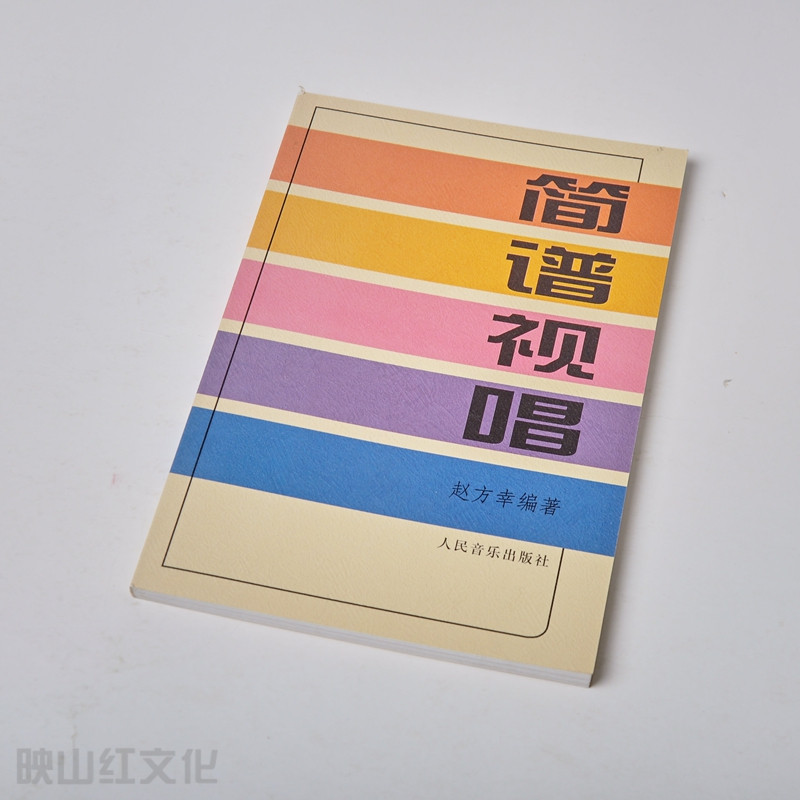 简谱视唱
赵方幸编著
人民音乐出版社
映山红文化